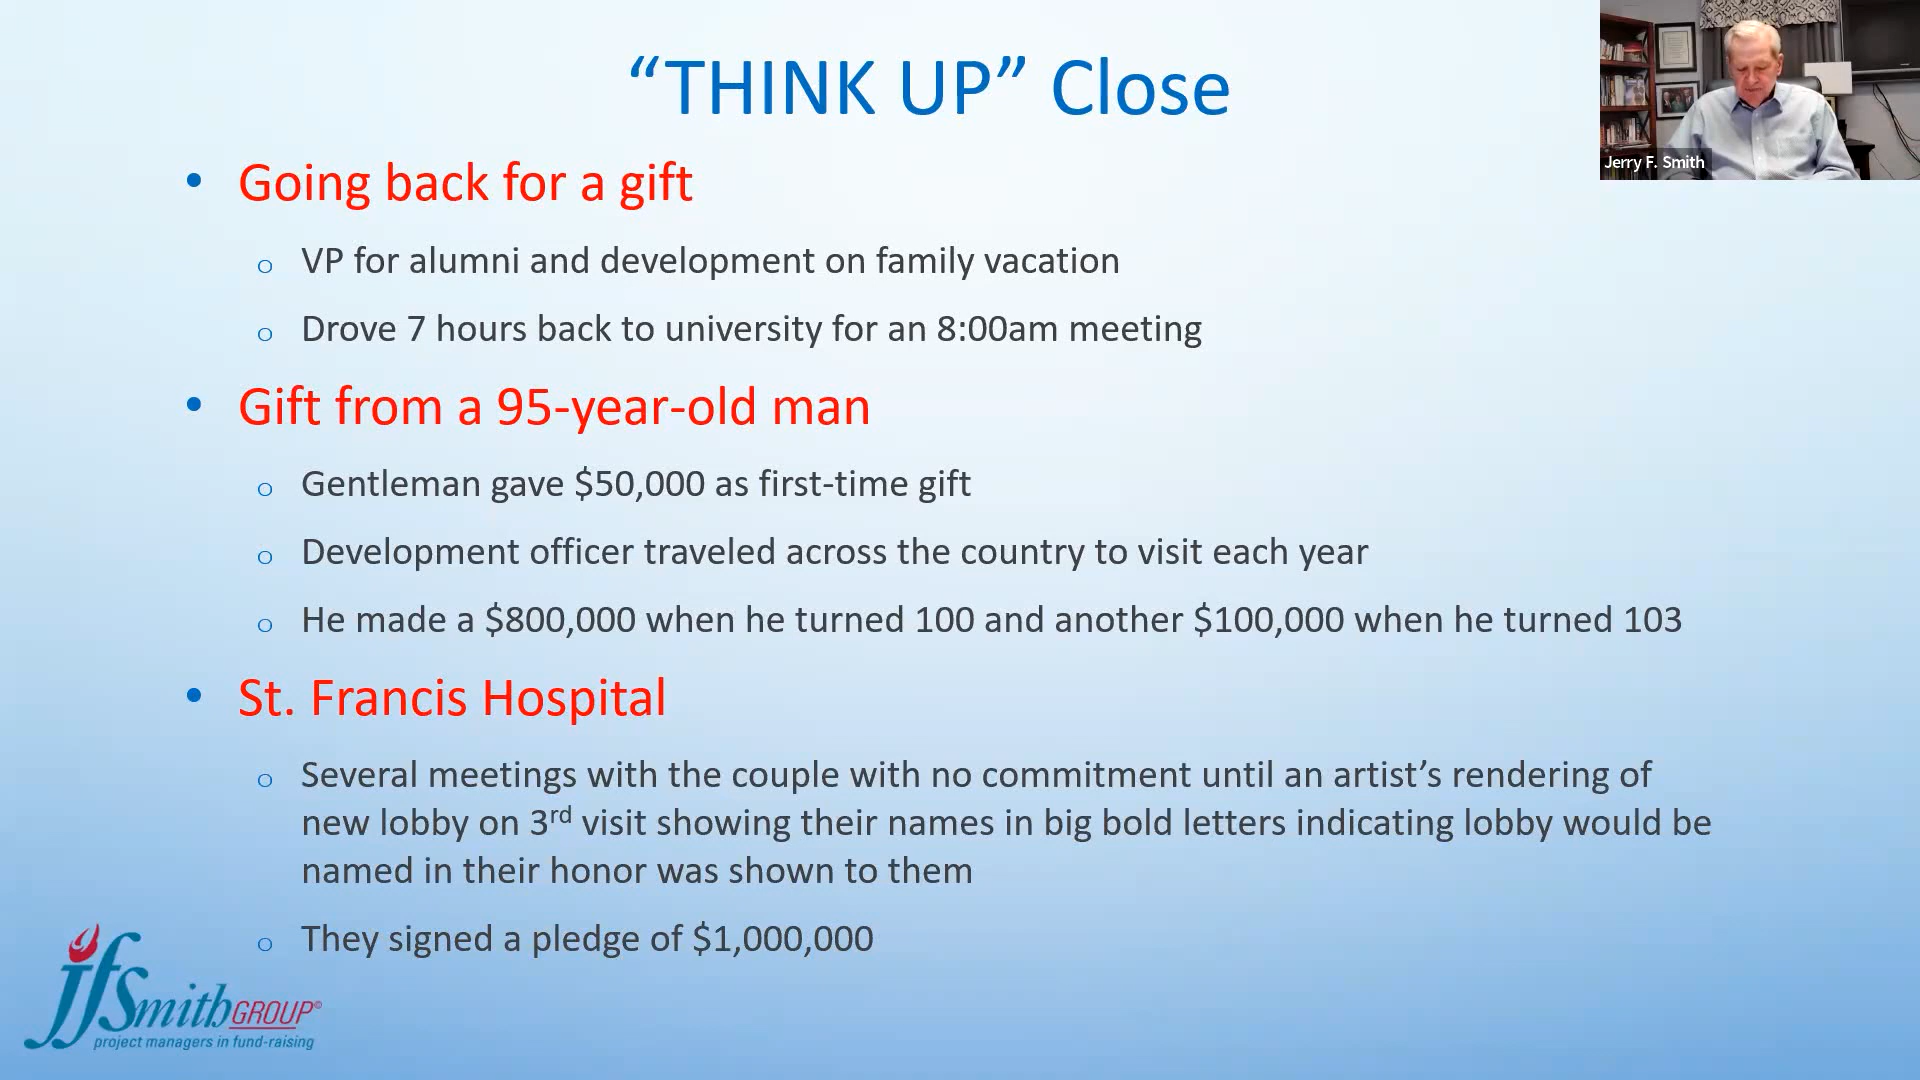 “THINK UP” Close
Jerry F. Smith
• Going back for a gift
o VP for alumni and development on family vacation
o Drove 7 hours back to university for an 8:00am meeting
• Gift from a 95-year-old man
o Gentleman gave $50,000 as first-time gift
o Development officer traveled across the country to visit each year
o He made a $800,000 when he turned 100 and another $100,000 when he turned 103
• St. Francis Hospital
o Several meetings with the couple with no commitment until an artist’s rendering of
new lobby on 3rd visit showing their names in big bold letters indicating lobby would be
named in their honor was shown to them
o They signed a pledge of $1,000,000
jfSmithGROUP©
project managers in fund-raising